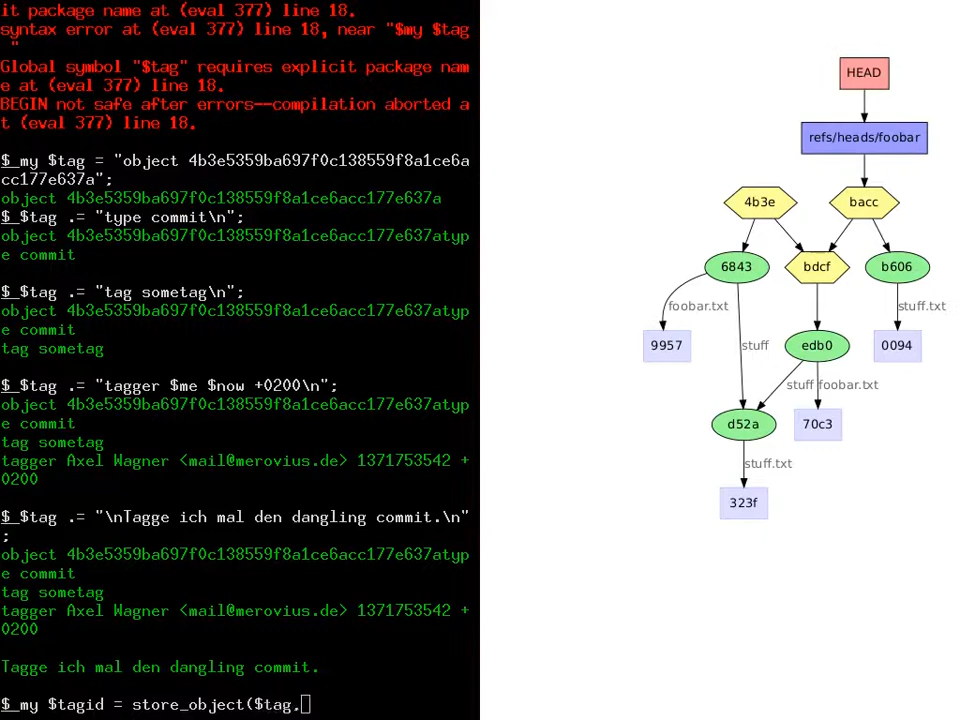 it package name at (eval 377) line 18.
syntax error at (eval 377) line 18, near "$my $tag
"
Global symbol "$tag" requires explicit package nam
e at (eval 377) line 18.
BEGIN not safe after errors--compilation aborted a
t (eval 377) line 18.
$ my $tag = "object 4b3e5359ba697f0c138559f8a1ce6a
cc177e637a";
object 4b3e5359ba697f0c138559f8a1ce6acc177e637a
$ $tag .= "type commit\n";
object 4b3e5359ba697f0c138559f8a1ce6acc177e637atyp
e commit
$ $tag .= "tag sometag\n";
object 4b3e5359ba697f0c138559f8a1ce6acc177e637atyp
e commit
tag sometag
$ $tag .= "tagger $me $now +0200\n";
object 4b3e5359ba697f0c138559f8a1ce6acc177e637atyp
e commit
tag sometag
tagger Axel Wagner <mail@merovius.de> 1371753542 +
0200
$ $tag .= "\nTagge ich mal den dangling commit.\n"
;
object 4b3e5359ba697f0c138559f8a1ce6acc177e637atyp
e commit
tag sometag
tagger Axel Wagner <mail@merovius.de> 1371753542 +
0200
Tagge ich mal den dangling commit.
$ my $tagid = store_object($tag,
HEAD
refs/heads/foobar
4b3e
bacc
6843
bdcf
b606
foobar.txt
stuff.txt
9957
stuff
edb0
0094
stuff
foobar.txt
d52a
70c3
stuff.txt
323f